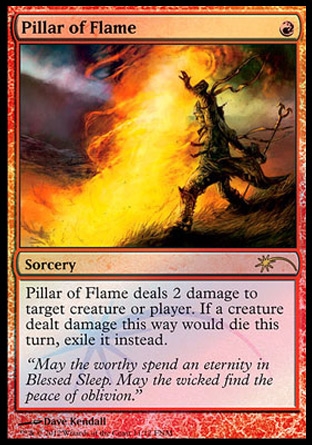 Pillar of Flame
Sorcery
Pillar of Flame deals 2 damage to
target creature or player. If a creature
dealt damage this way would die this
turn, exile it instead.
“May the worthy spend an eternity in
Blessed Sleep. May the wicked find the
peace of oblivion.”
Dave Kendall